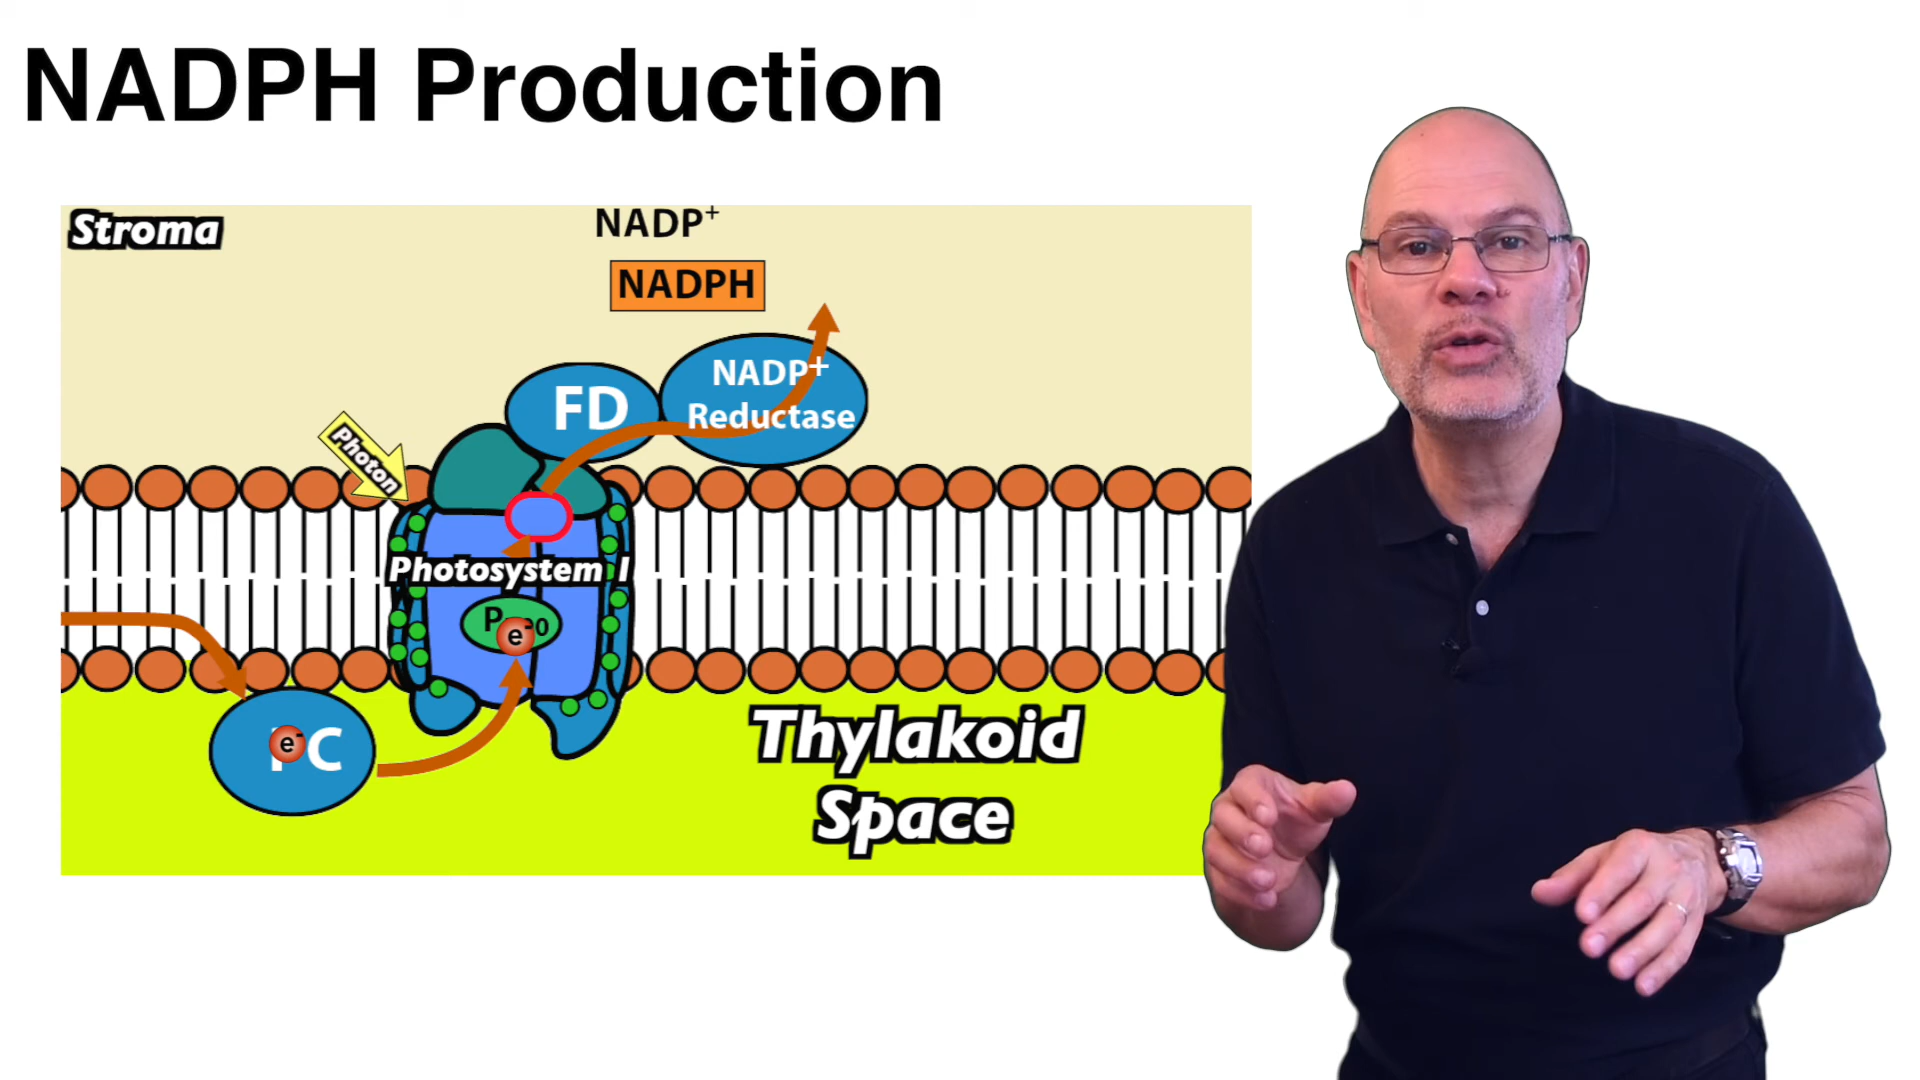 NADPH Production
Stroma
NADP+
NADPH
NADP+
Reductase
FD
Photon
Photosystem I
e-
e-
Thylakoid
Space